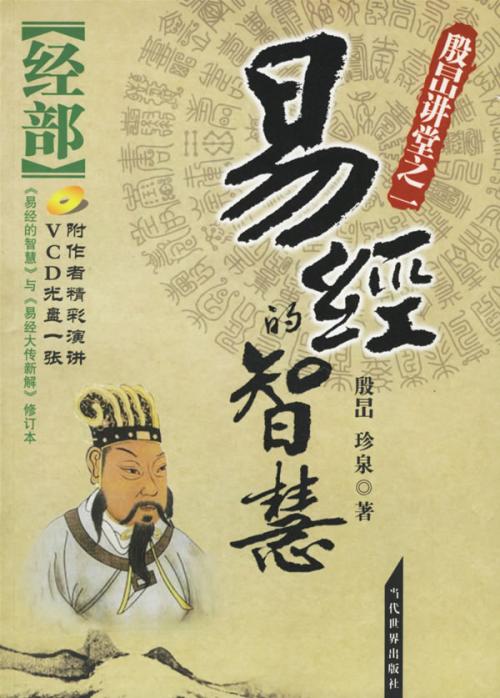 殷旵讲堂之一
易經
的
智慧
殷旵 珍泉◎著
【经部】
附作者精彩演讲
VCD光盘一张
《易经的智慧》与《易经大传新解》修订本
当代世界出版社